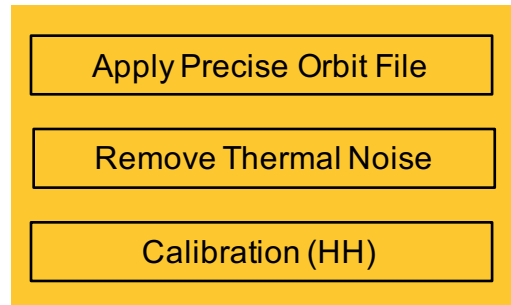 Apply Precise Orbit File
Remove Thermal Noise
Calibration (HH)